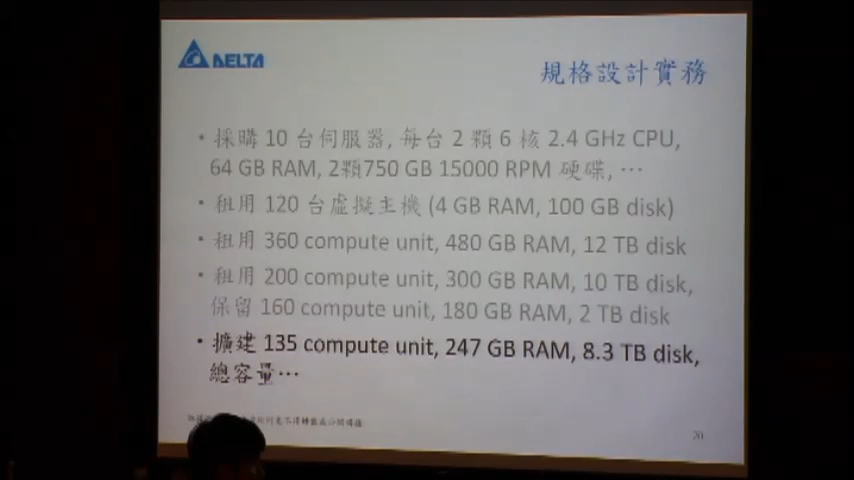 DELTA
規格設計實務
• 採購 10 台伺服器, 每台 2 顆 6 核 2.4 GHz CPU,
64 GB RAM, 2顆750 GB 15000 RPM 硬碟, …
• 租用 120 台虛擬主機 (4 GB RAM, 100 GB disk)
• 租用 360 compute unit, 480 GB RAM, 12 TB disk
• 租用 200 compute unit, 300 GB RAM, 10 TB disk,
保留 160 compute unit, 180 GB RAM, 2 TB disk
• 擴建 135 compute unit, 247 GB RAM, 8.3 TB disk,
總容量…
20